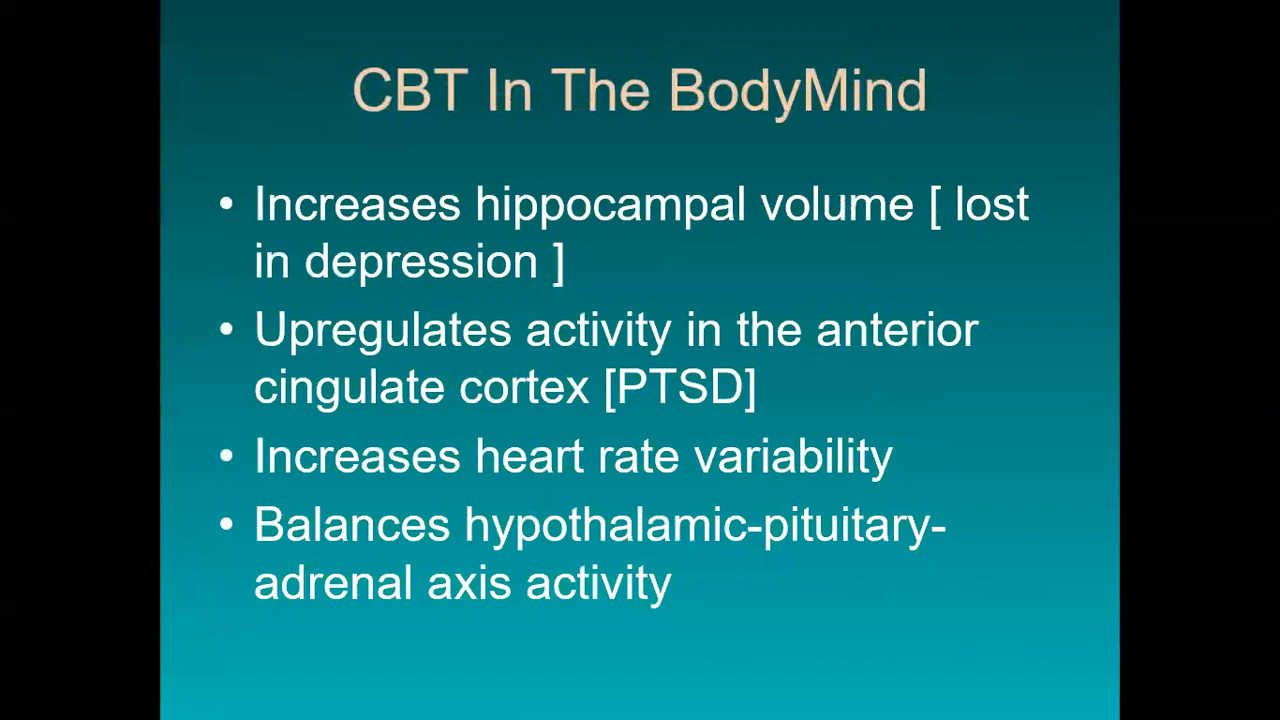 CBT In The BodyMind
• Increases hippocampal volume [ lost
in depression ]
• Upregulates activity in the anterior
cingulate cortex [PTSD]
• Increases heart rate variability
• Balances hypothalamic-pituitary-
adrenal axis activity